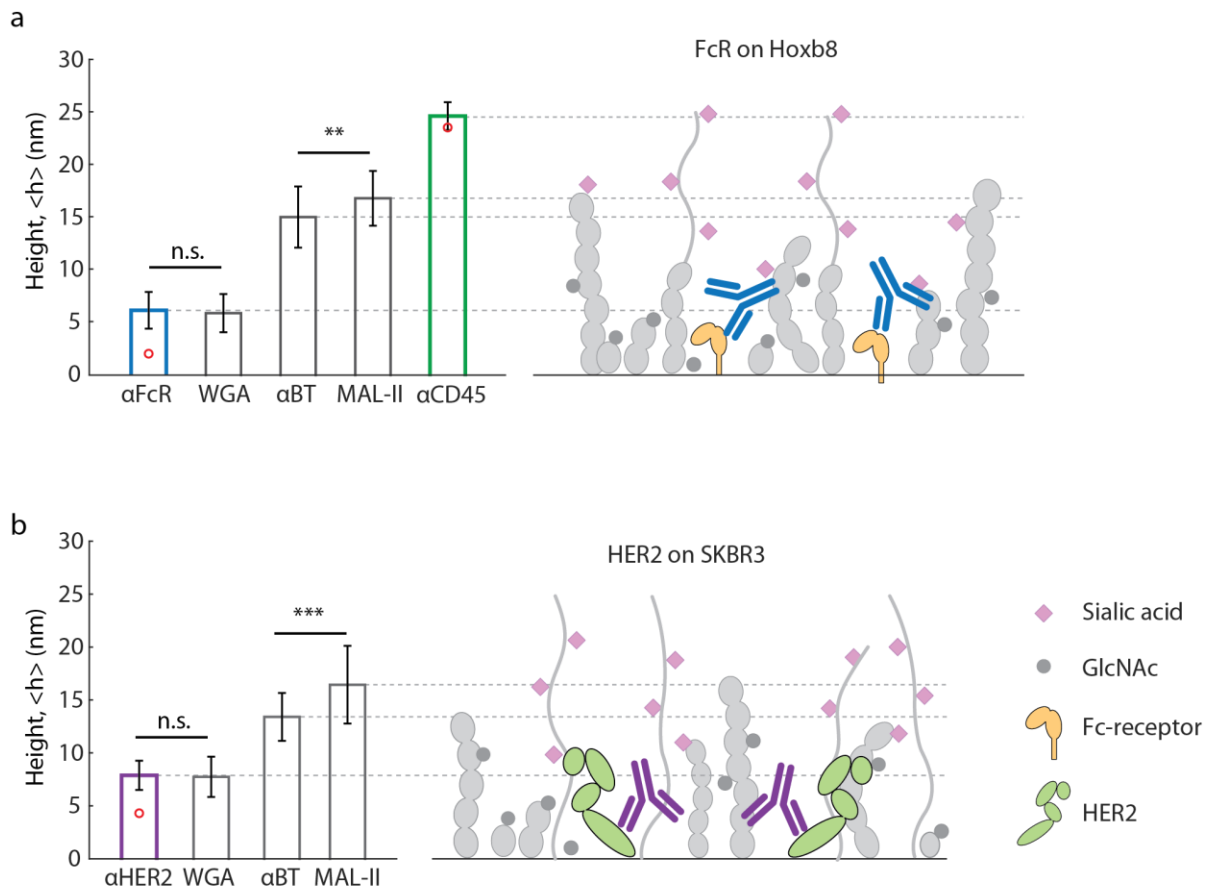 a
FcR on Hoxb8
Height, <h> (nm)
30
25
20
15
10
5
0
n.s.
**
αFcR WGA αBT MAL-II αCD45
b
HER2 on SKBR3
Height, <h> (nm)
30
25
20
15
10
5
0
n.s.
***
αHER2 WGA αBT MAL-II
Sialic acid
GlcNAc
Fc-receptor
HER2